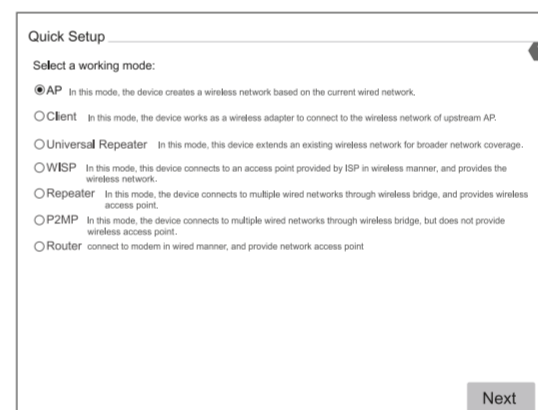 Quick Setup
Select a working mode:
AP In this mode, the device creates a wireless network based on the current wired network.
Client In this mode, the device works as a wireless adapter to connect to the wireless network of upstream AP.
Universal Repeater In this mode, this device extends an existing wireless network for broader network coverage.
WISP In this mode, this device connects to an access point provided by ISP in wireless manner, and provides the
wireless network.
Repeater In this mode, the device connects to multiple wired networks through wireless bridge, and provides wireless
access point.
P2MP In this mode, the device connects to multiple wired networks through wireless bridge, but does not provide
wireless access point.
Router connect to modem in wired manner, and provide network access point
Next